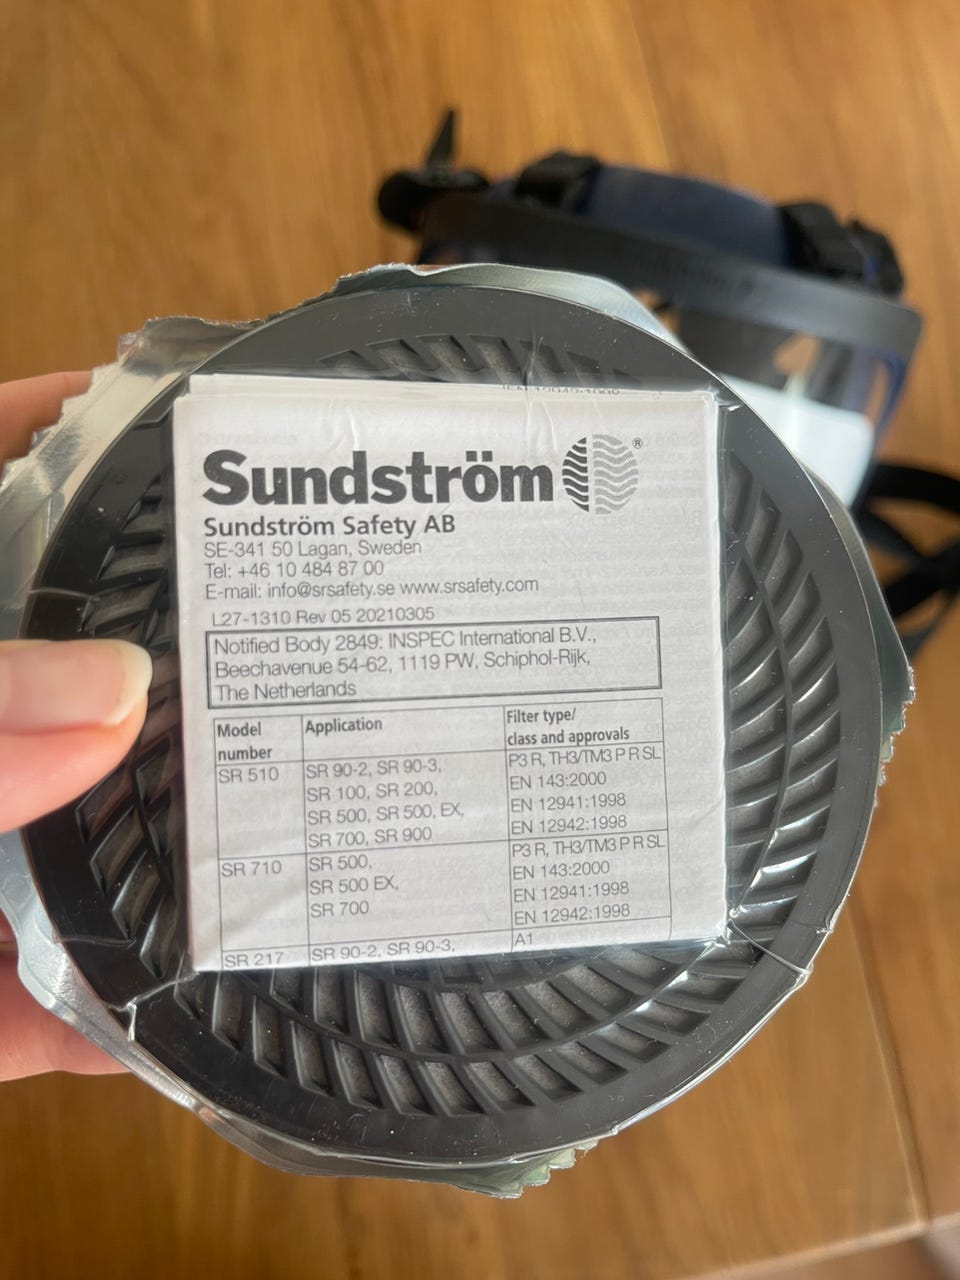 Sundström ®
Sundström Safety AB
SE-341 50 Lagan, Sweden
Tel: +46 10 484 87 00
E-mail: info@srsafety.se www.srsafety.com
L27-1310 Rev 05 20210305
Notified Body 2849: INSPEC International B.V.,
Beechavenue 54-62, 1119 PW, Schiphol-Rijk,
The Netherlands
Model number
Application
Filter type/
class and approvals
SR 510
SR 90-2, SR 90-3,
SR 100, SR 200,
SR 500, SR 500, EX,
SR 700, SR 900
P3 R, TH3/TM3 P R SL
EN 143:2000
EN 12941:1998
EN 12942:1998
SR 710
SR 500,
SR 500 EX,
SR 700
P3 R, TH3/TM3 P R SL
EN 143:2000
EN 12941:1998
EN 12942:1998
SR 217
SR 90-2, SR 90-3,
A1